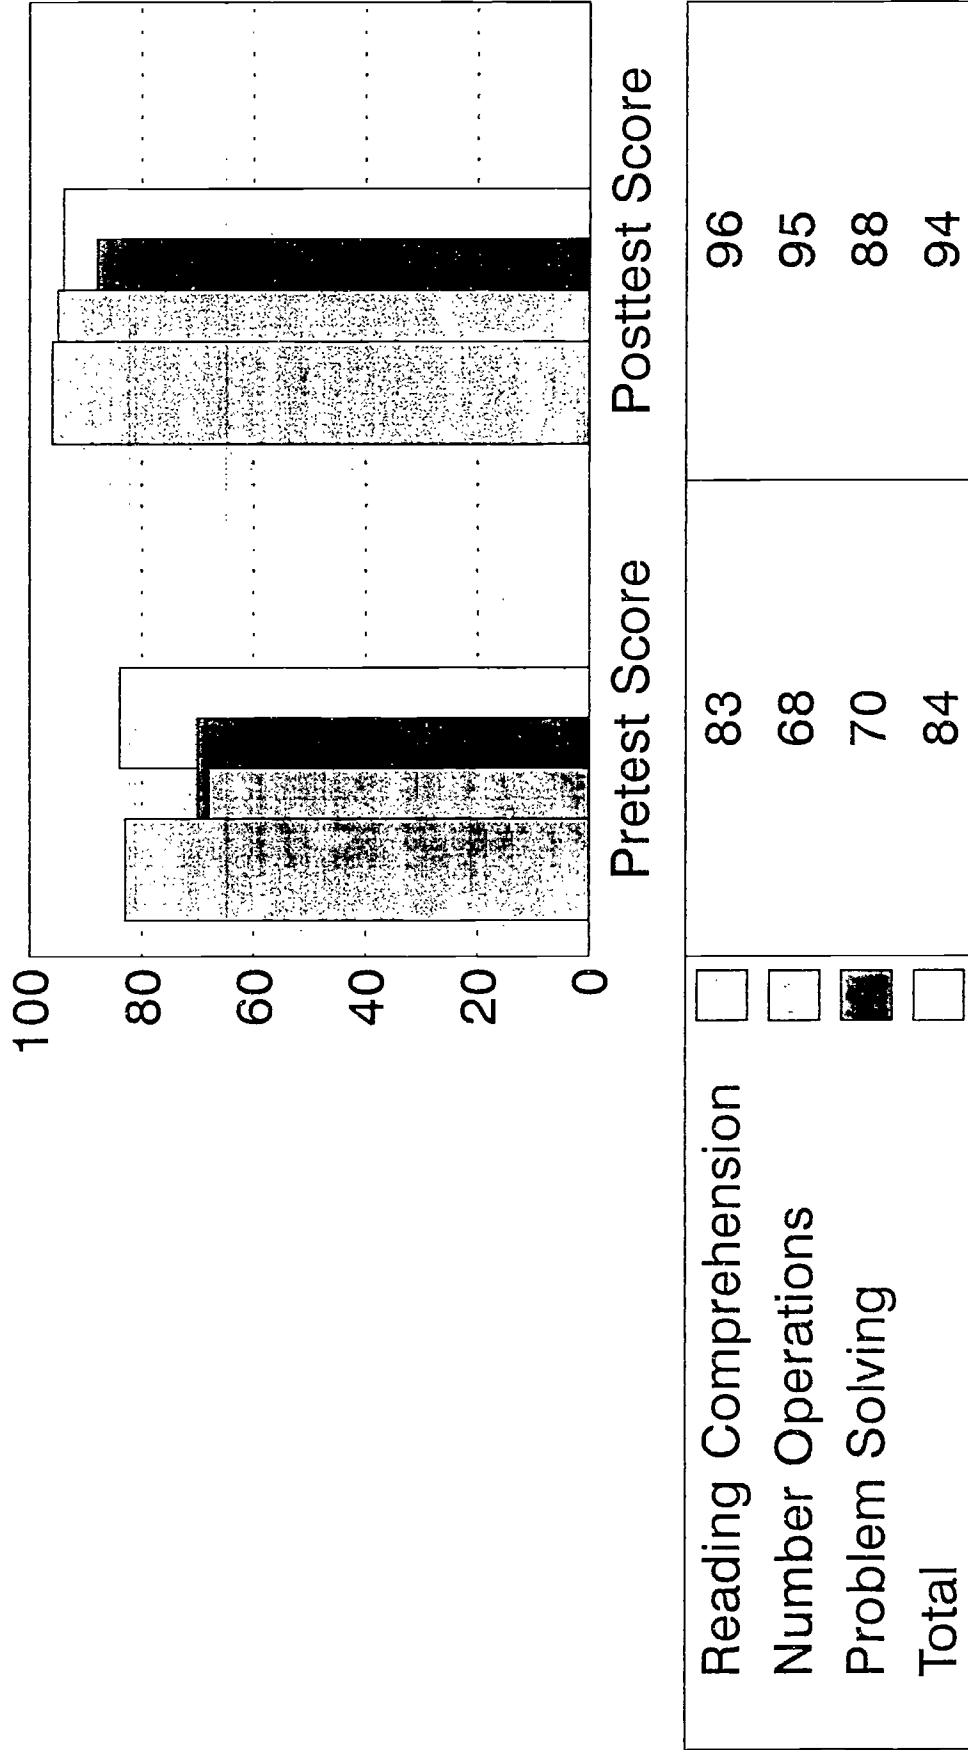 100
80
60
40
20
0
Pretest Score Posttest Score
Reading Comprehension 83 96
Number Operations 68 95
Problem Solving 70 88
Total 84 94